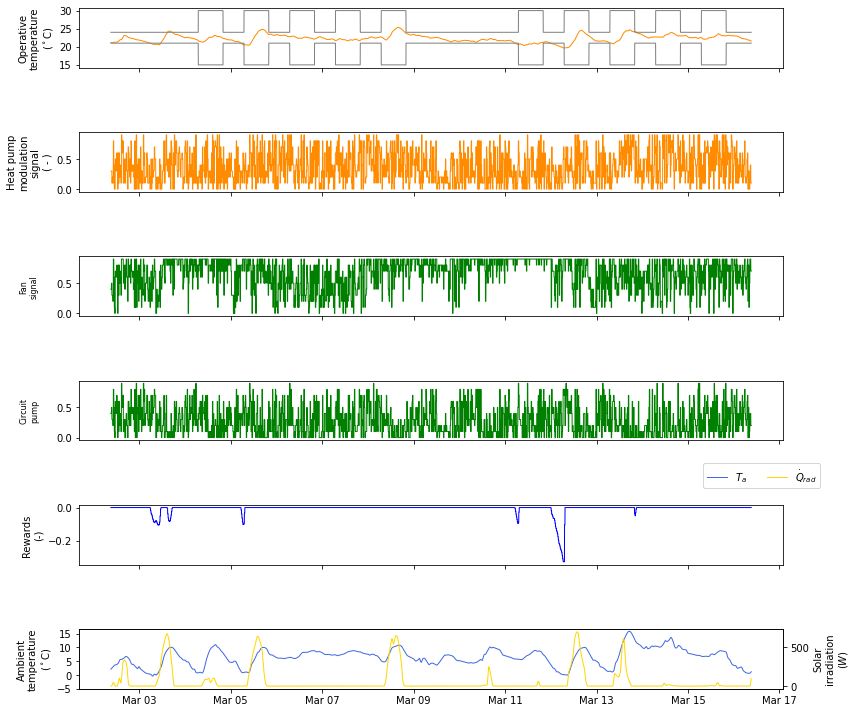 Operative
temperature
(°C)
30
25
20
15
Heat pump
modulation
signal
( - )
0.5
0.0
Fan
signal
0.5
0.0
Circuit
pump
0.5
0.0
T_a
Q̇_rad
Rewards
(-)
0.0
−0.2
Ambient
temperature
(°C)
15
10
5
0
−5
500
0
Solar
irradiation
(W)
Mar 03 Mar 05 Mar 07 Mar 09 Mar 11 Mar 13 Mar 15 Mar 17